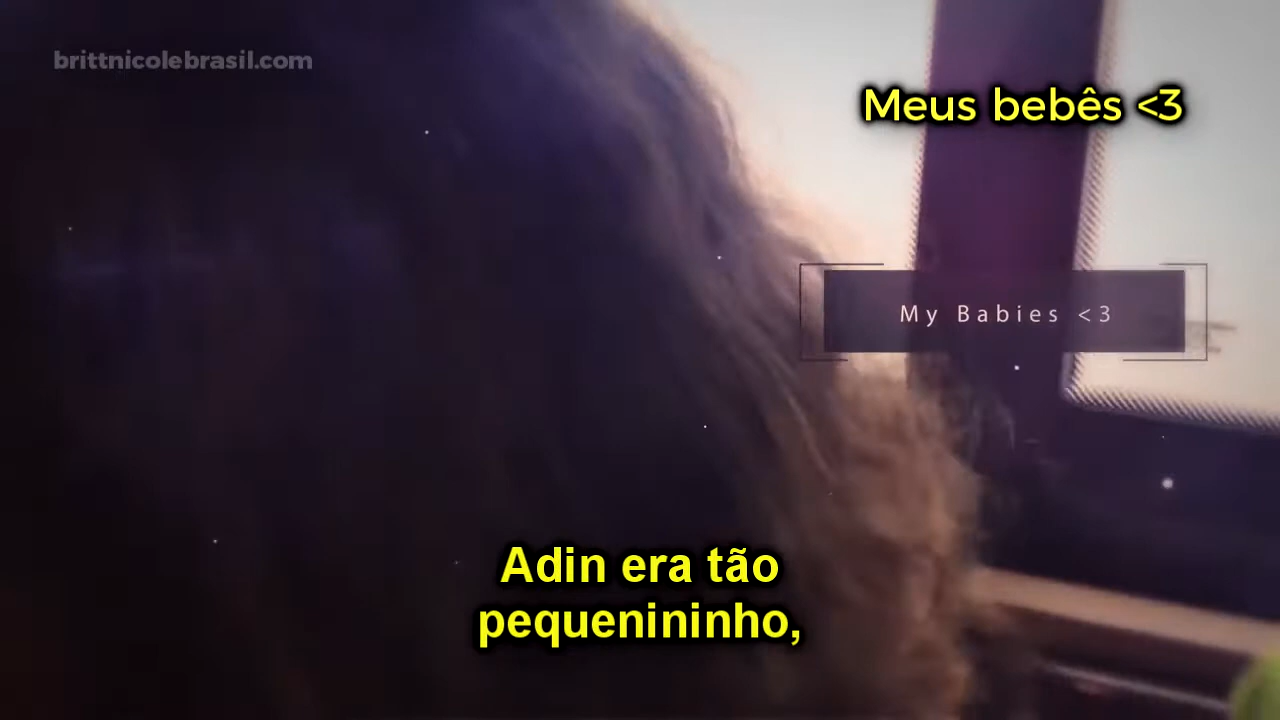 brittnicolebrasil.com
Meus bebês <3
My Babies <3
Adin era tão
pequenininho,